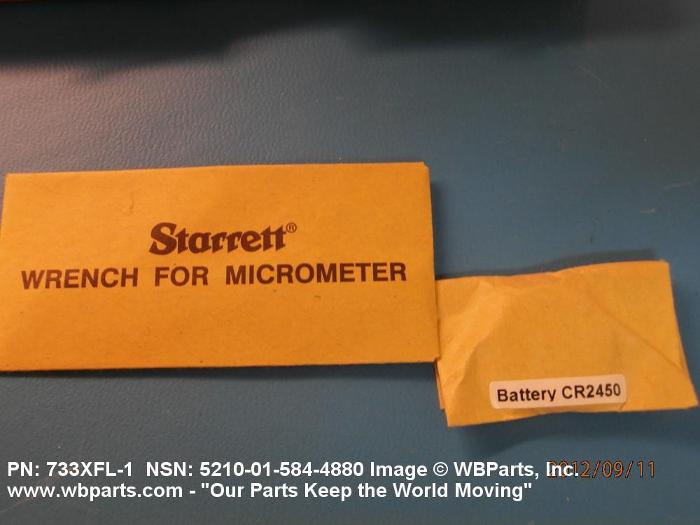 Starrett®
WRENCH FOR MICROMETER
Battery CR2450
2012/09/11
PN: 733XFL-1 NSN: 5210-01-584-4880 Image © WBParts, Inc.
www.wbparts.com - "Our Parts Keep the World Moving"